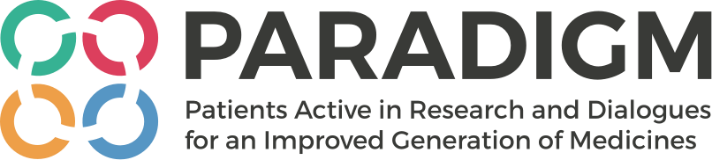 PARADIGM
Patients Active in Research and Dialogues
for an Improved Generation of Medicines